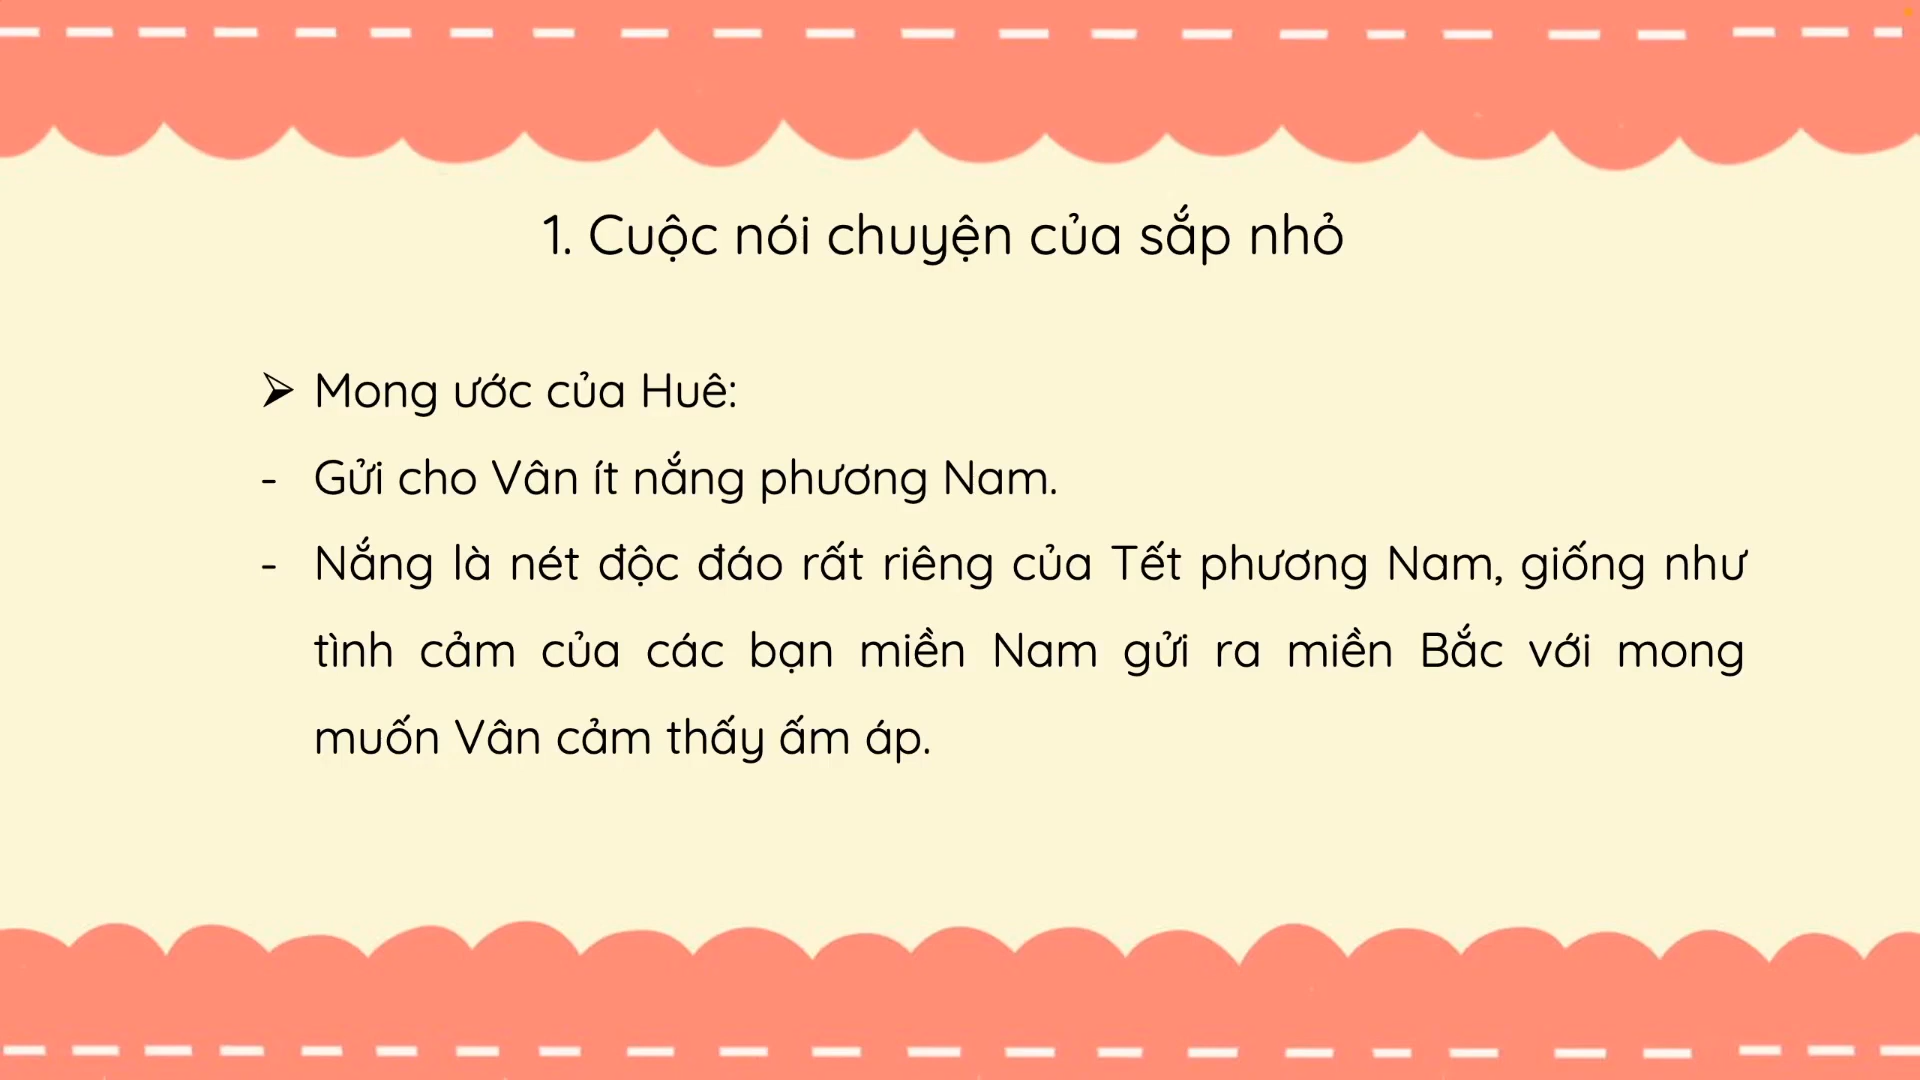 1. Cuộc nói chuyện của sắp nhỏ
➢ Mong ước của Huê:
- Gửi cho Vân ít nắng phương Nam.
- Nắng là nét độc đáo rất riêng của Tết phương Nam, giống như
tình cảm của các bạn miền Nam gửi ra miền Bắc với mong
muốn Vân cảm thấy ấm áp.